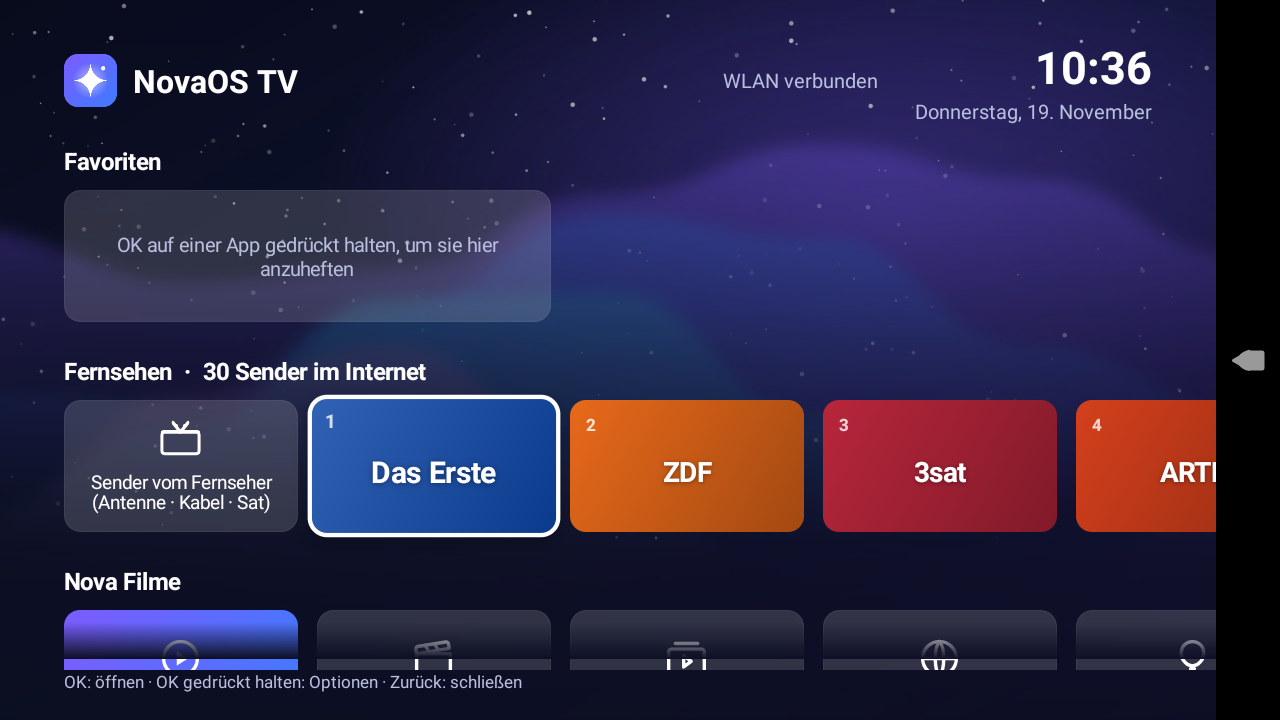 NovaOS TV
WLAN verbunden
10:36
Donnerstag, 19. November
Favoriten
OK auf einer App gedrückt halten, um sie hier
anzuheften
Fernsehen · 30 Sender im Internet
Sender vom Fernseher
(Antenne · Kabel · Sat)
1
Das Erste
2
ZDF
3
3sat
4
Nova Filme
OK: öffnen · OK gedrückt halten: Optionen · Zurück: schließen